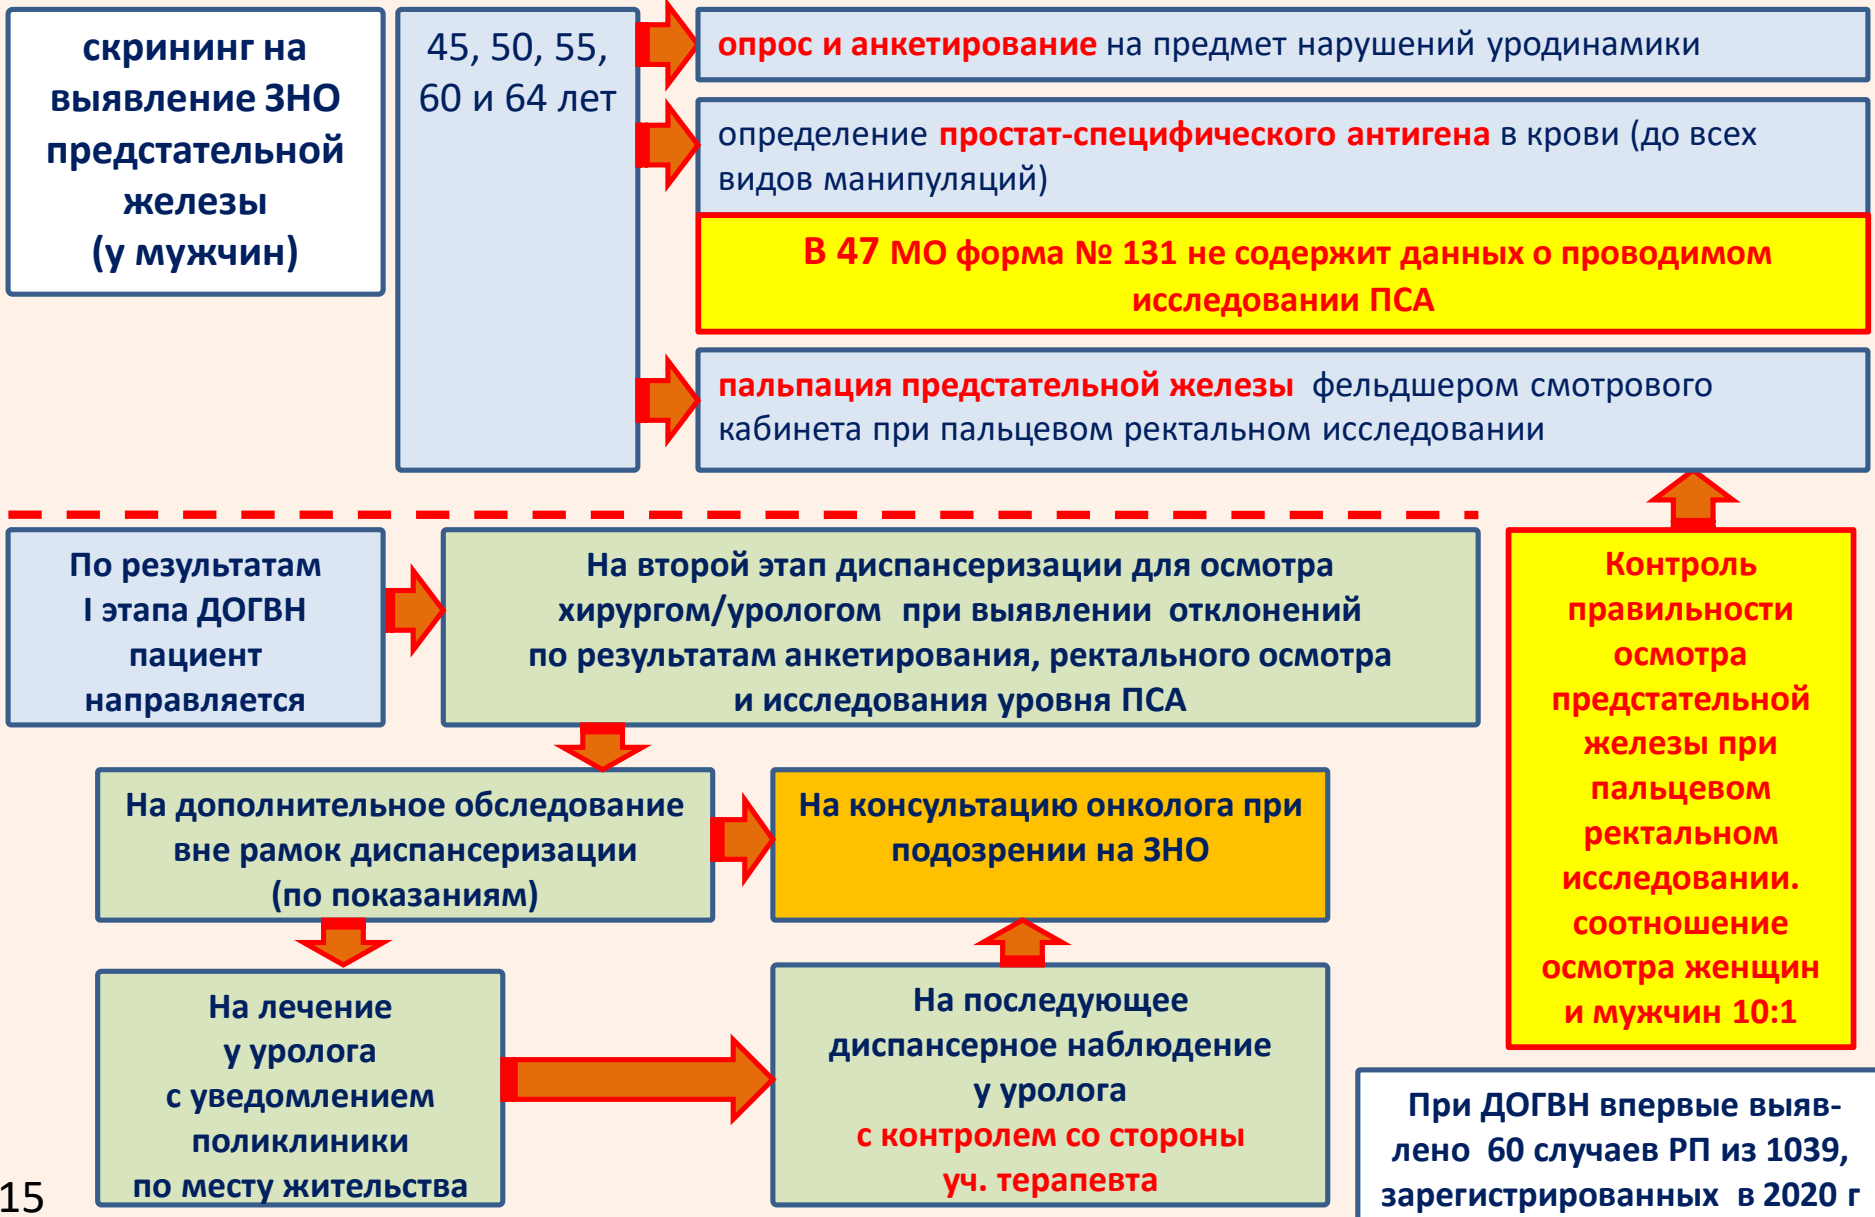 скрининг на
выявление ЗНО
предстательной
железы
(у мужчин)
45, 50, 55,
60 и 64 лет
опрос и анкетирование на предмет нарушений уродинамики
определение простат-специфического антигена в крови (до всех
видов манипуляций)
В 47 МО форма № 131 не содержит данных о проводимом
исследовании ПСА
пальпация предстательной железы фельдшером смотрового
кабинета при пальцевом ректальном исследовании
По результатам
I этапа ДОГВН
пациент
направляется
На второй этап диспансеризации для осмотра
хирургом/урологом при выявлении отклонений
по результатам анкетирования, ректального осмотра
и исследования уровня ПСА
Контроль
правильности
осмотра
предстательной
железы при
пальцевом
ректальном
исследовании.
соотношение
осмотра женщин
и мужчин 10:1
На дополнительное обследование
вне рамок диспансеризации
(по показаниям)
На консультацию онколога при
подозрении на ЗНО
На лечение
у уролога
с уведомлением
поликлиники
по месту жительства
На последующее
диспансерное наблюдение
у уролога
с контролем со стороны
уч. терапевта
При ДОГВН впервые выяв-
лено 60 случаев РП из 1039,
зарегистрированных в 2020 г
15